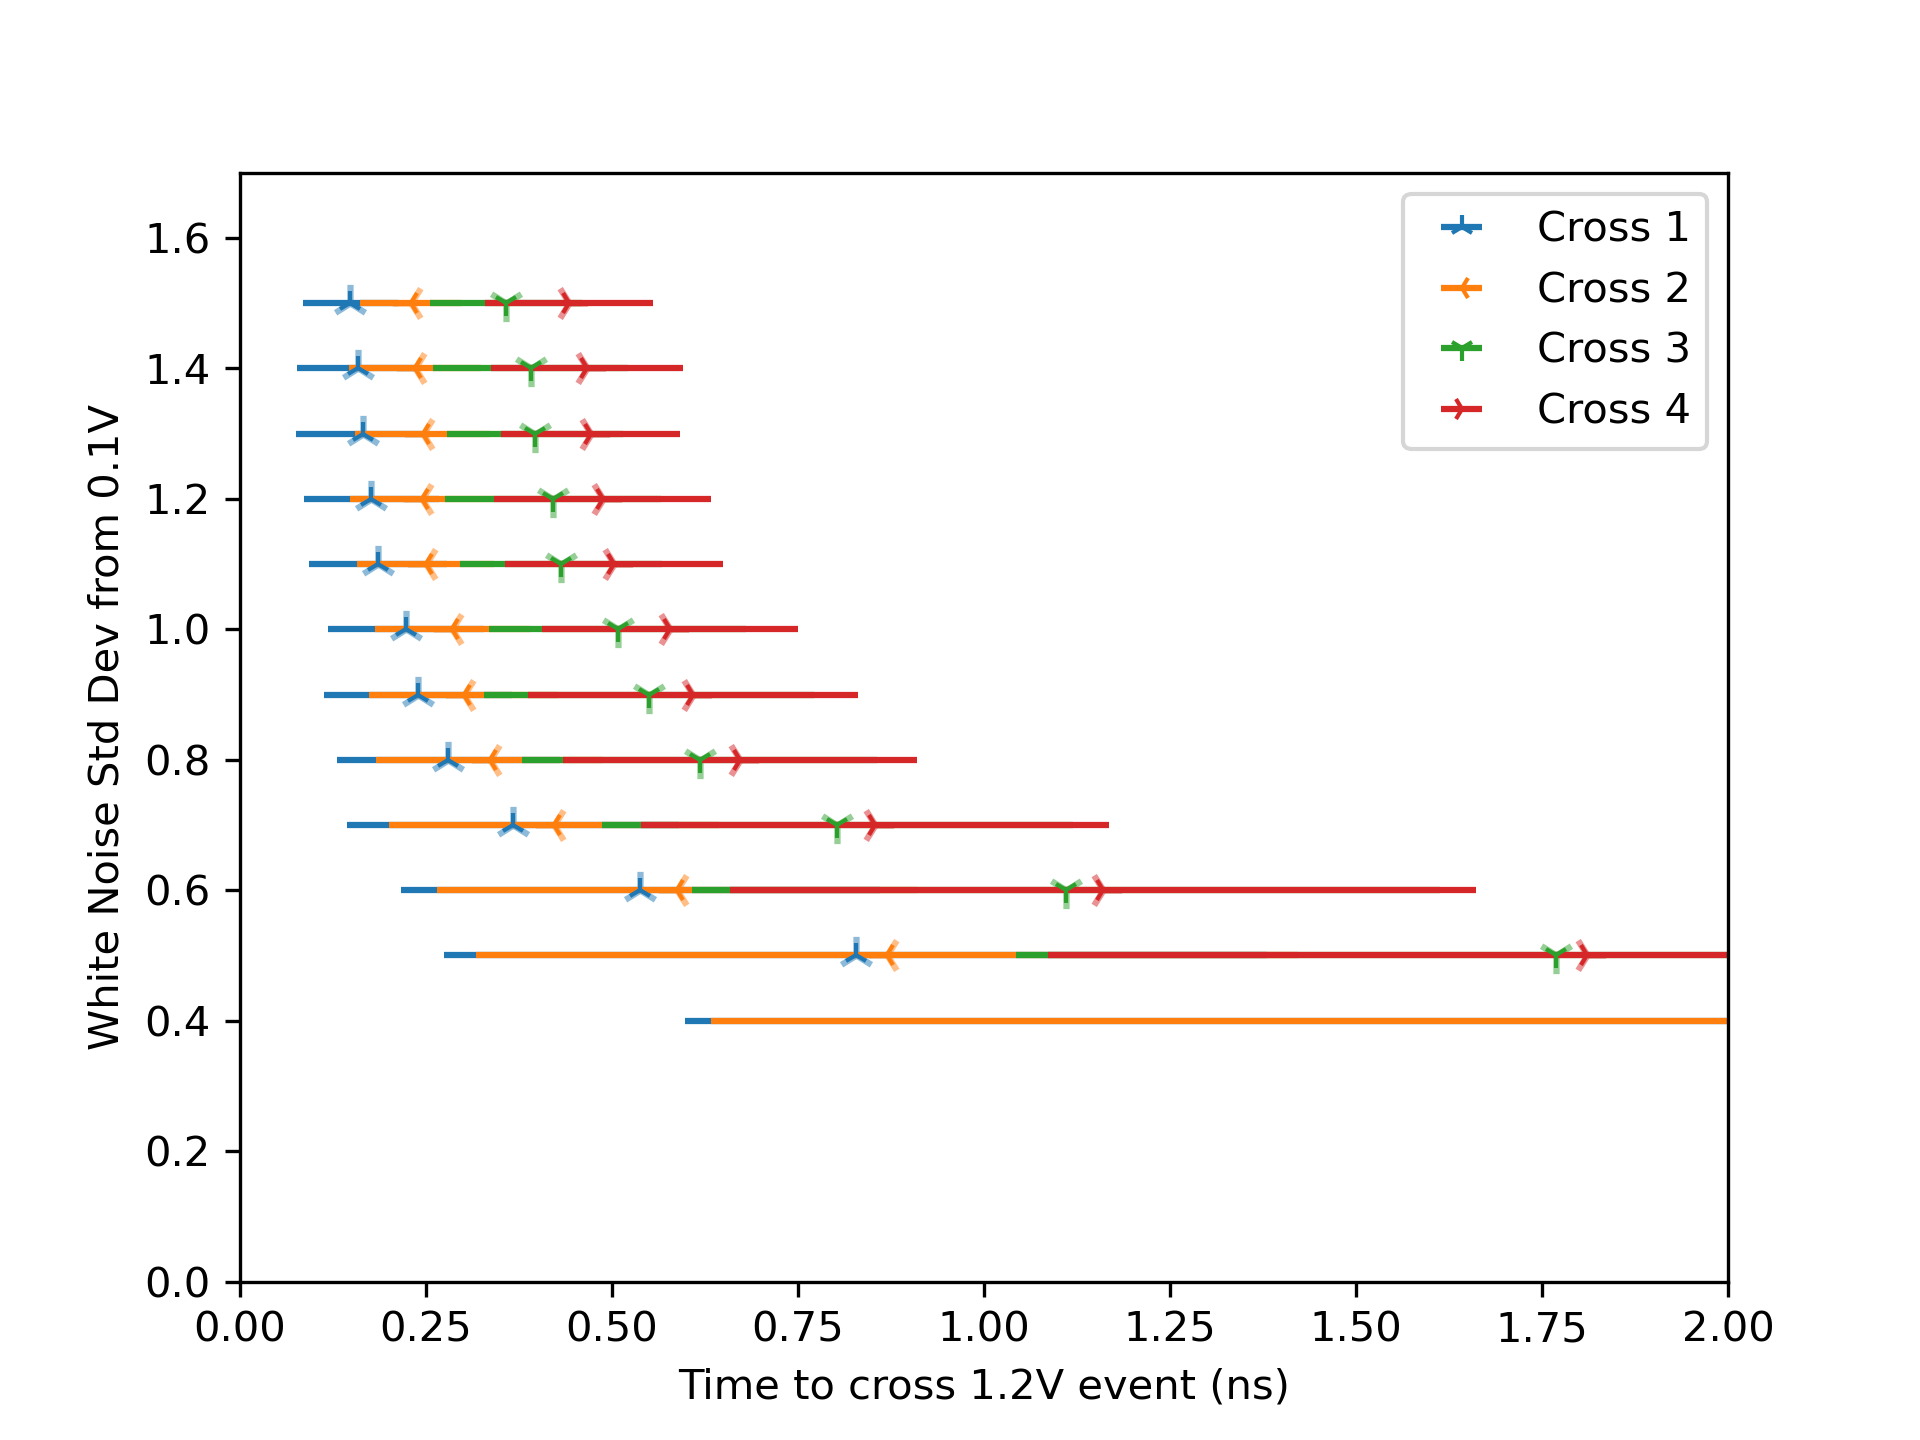 Cross 1
Cross 2
Cross 3
Cross 4
White Noise Std Dev from 0.1V
1.6
1.4
1.2
1.0
0.8
0.6
0.4
0.2
0.0
0.00 0.25 0.50 0.75 1.00 1.25 1.50 1.75 2.00
Time to cross 1.2V event (ns)